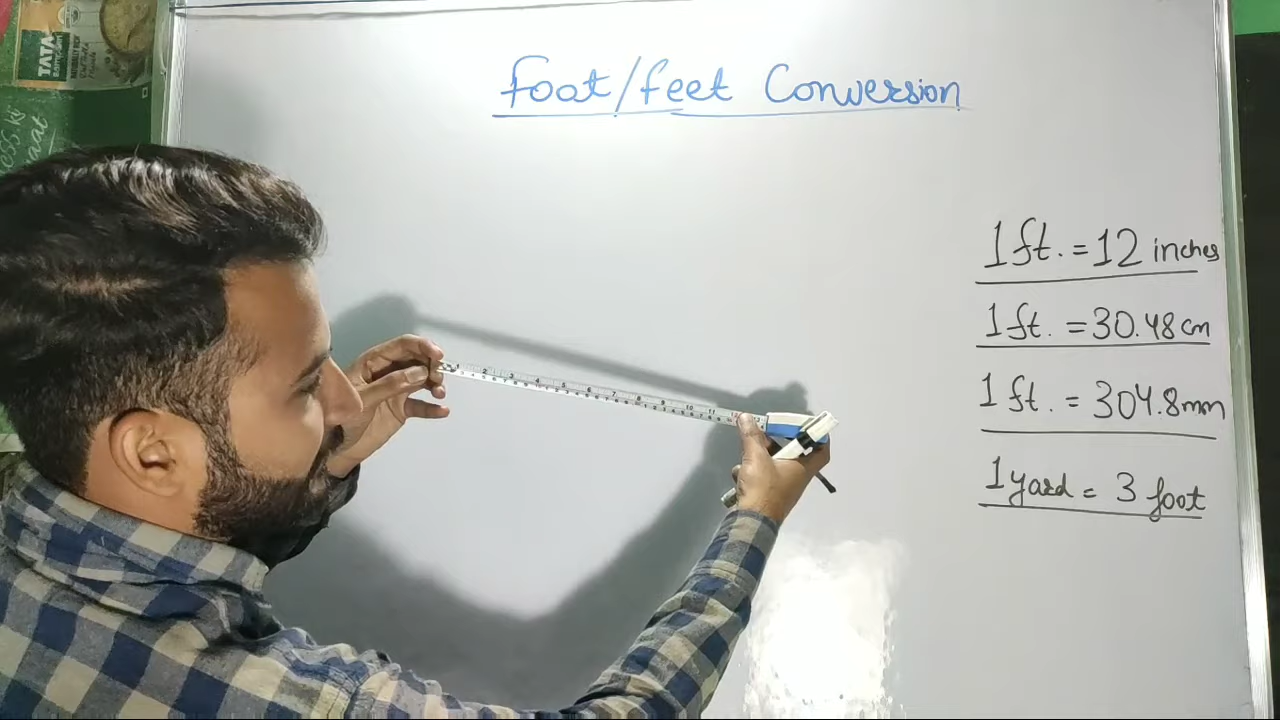 TATA
Foot/feet Conversion
1 ft. = 12 inches
1 ft. = 30.48 cm
1 ft. = 304.8 mm
1 yard = 3 foot